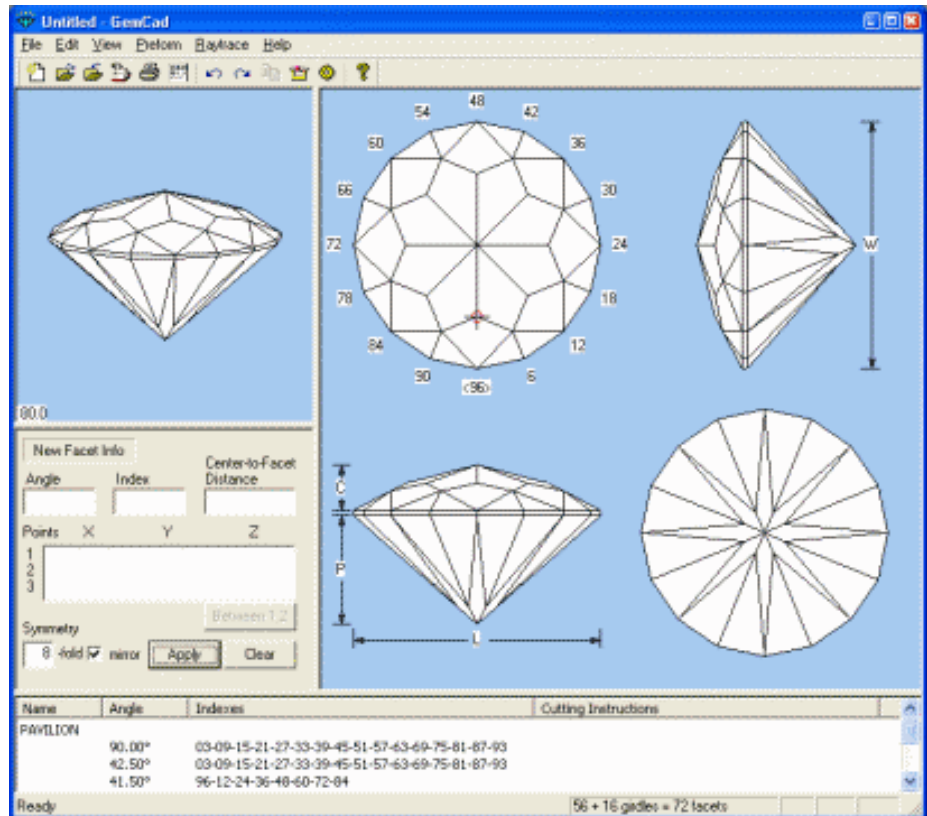 Untitled - GemCad
File Edit View Preform Raytrace Help
48
54 42
60 36
66 30
72 24
78 18
84 12
90 6
<96>
W
80.0
New Facet Info
Angle Index Center-to-Facet Distance
Points X Y Z
1
2
3
Between 1,2
Symmetry
8 -fold mirror Apply Clear
C
P
L
Name Angle Indexes Cutting Instructions
PAVILION
90.00° 03-09-15-21-27-33-39-45-51-57-63-69-75-81-87-93
42.50° 03-09-15-21-27-33-39-45-51-57-63-69-75-81-87-93
41.50° 96-12-24-36-48-60-72-84
Ready 56 + 16 girdles = 72 facets